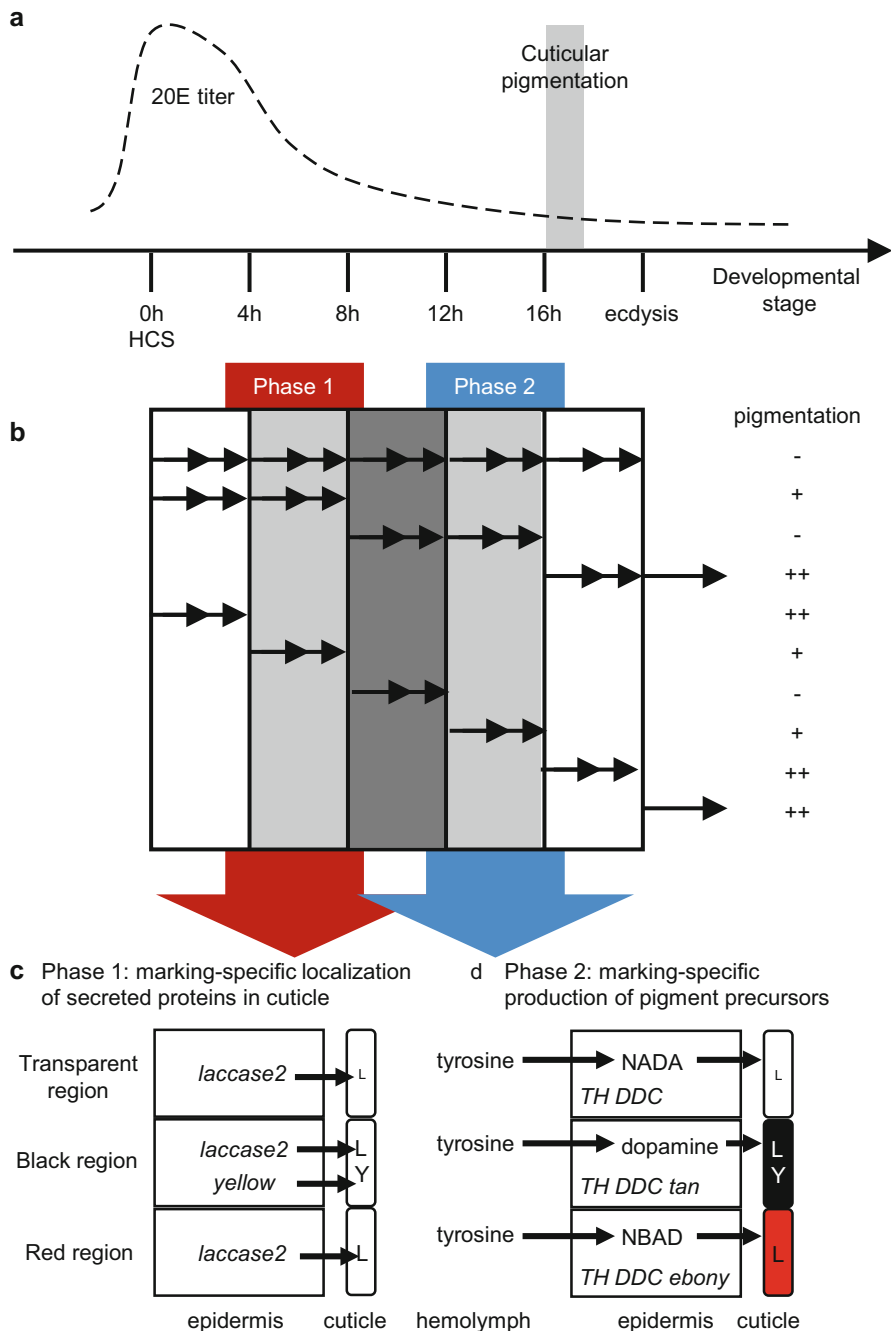 a
Cuticular
pigmentation
20E titer
Developmental
stage
0h
HCS
4h
8h
12h
16h
ecdysis
Phase 1
Phase 2
b
pigmentation
-
+
-
++
++
+
-
+
++
++
c Phase 1: marking-specific localization
of secreted proteins in cuticle
d Phase 2: marking-specific
production of pigment precursors
Transparent
region
laccase2
L
Black region
laccase2
yellow
L
Y
Red region
laccase2
L
epidermis
cuticle
tyrosine
NADA
TH DDC
L
tyrosine
dopamine
TH DDC tan
L
Y
tyrosine
NBAD
TH DDC ebony
L
hemolymph
epidermis
cuticle